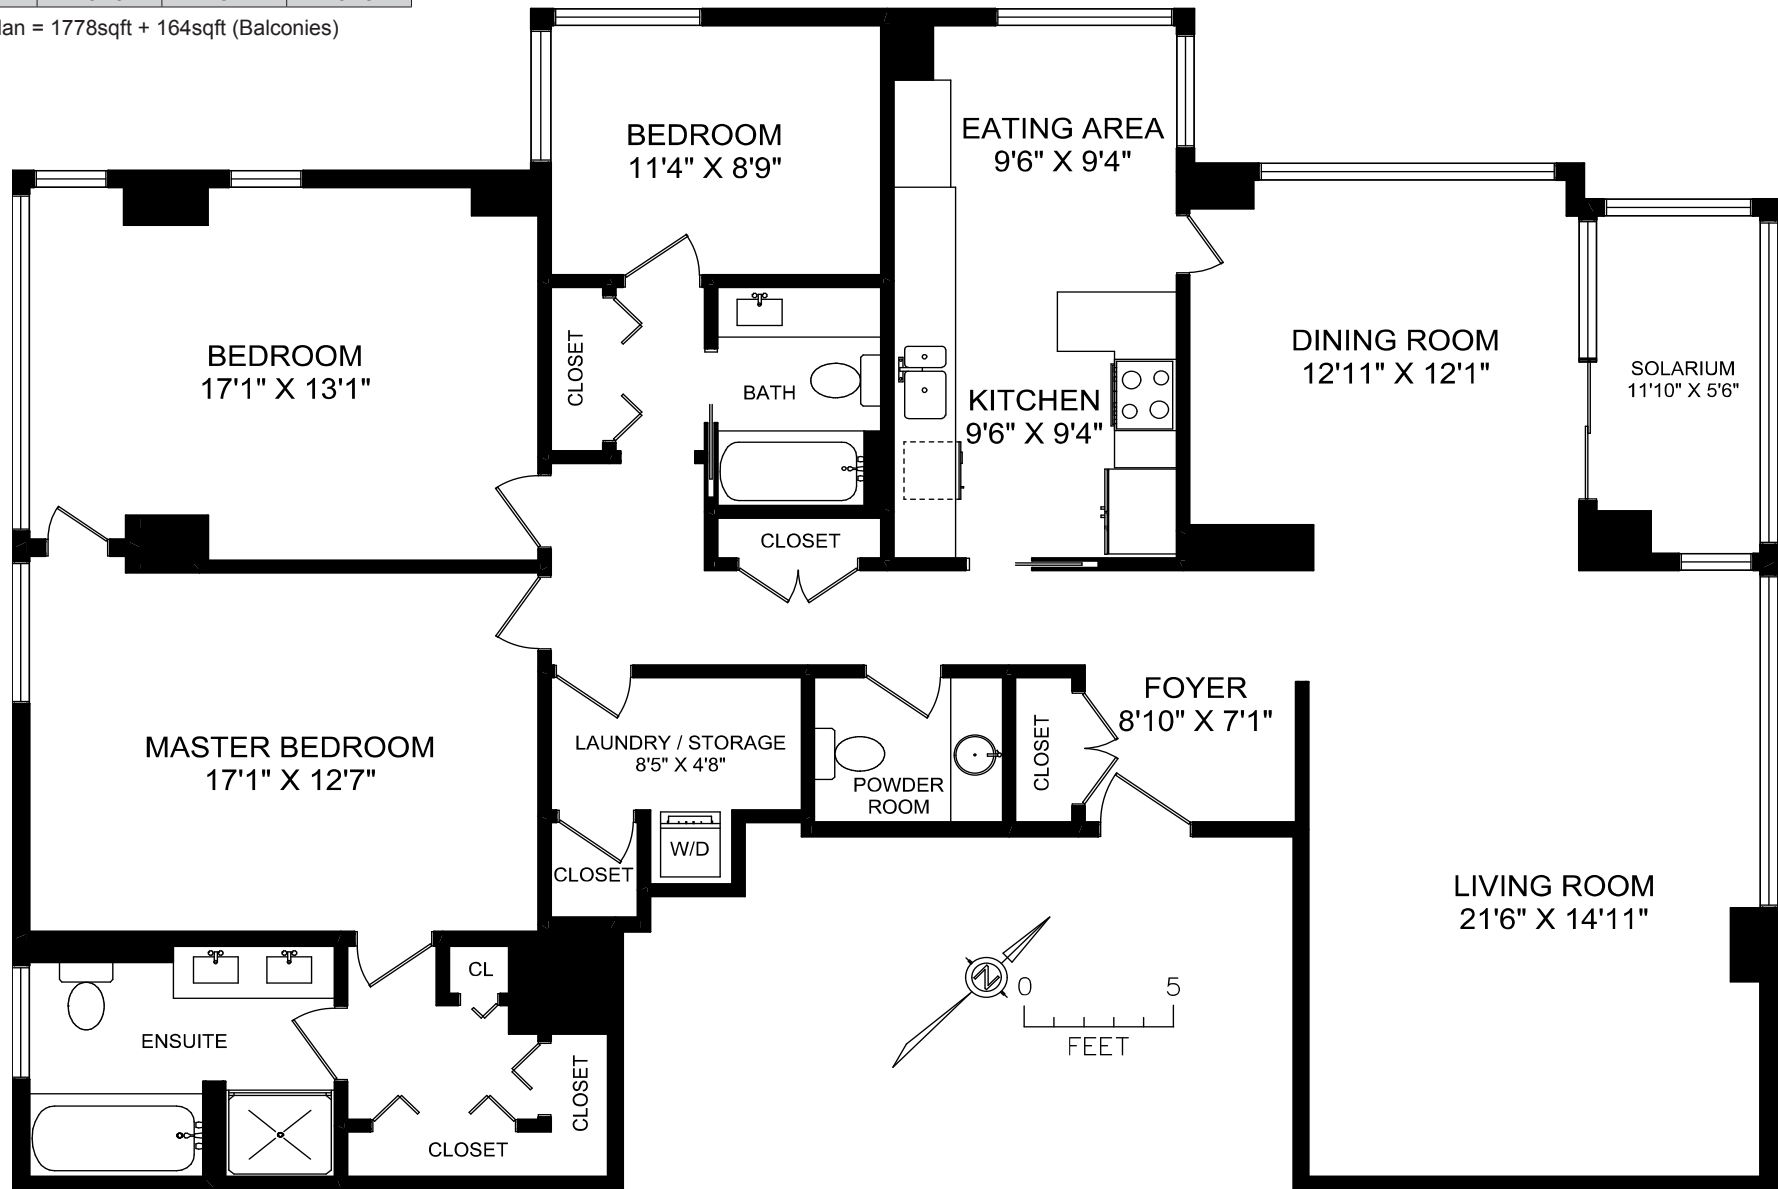 lan = 1778sqft + 164sqft (Balconies)
BEDROOM
11'4" X 8'9"
EATING AREA
9'6" X 9'4"
BEDROOM
17'1" X 13'1"
CLOSET
BATH
KITCHEN
9'6" X 9'4"
DINING ROOM
12'11" X 12'1"
SOLARIUM
11'10" X 5'6"
CLOSET
MASTER BEDROOM
17'1" X 12'7"
LAUNDRY / STORAGE
8'5" X 4'8"
POWDER
ROOM
CLOSET
FOYER
8'10" X 7'1"
W/D
CLOSET
LIVING ROOM
21'6" X 14'11"
CL
ENSUITE
CLOSET
CLOSET
N
0 5
FEET